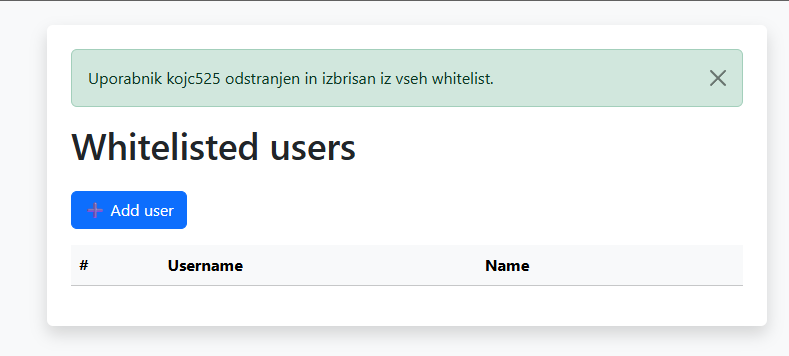 Uporabnik kojc525 odstranjen in izbrisan iz vseh whitelist.
Whitelisted users
Add user
# Username Name